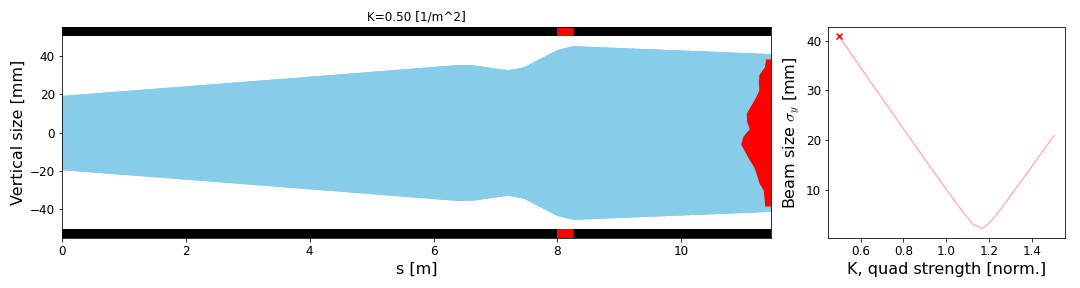 K=0.50 [1/m^2]
Vertical size [mm]
40
20
0
−20
−40
0 2 4 6 8 10
s [m]
Beam size σy [mm]
40
30
20
10
0.6 0.8 1.0 1.2 1.4
K, quad strength [norm.]